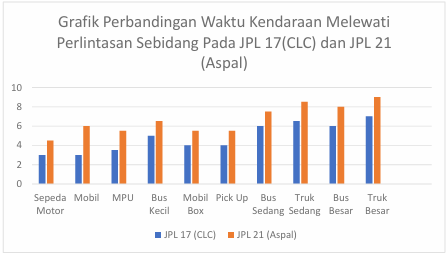 Grafik Perbandingan Waktu Kendaraan Melewati
Perlintasan Sebidang Pada JPL 17(CLC) dan JPL 21
(Aspal)
10
8
6
4
2
0
Sepeda Motor
Mobil
MPU
Bus Kecil
Mobil Box
Pick Up
Bus Sedang
Truk Sedang
Bus Besar
Truk Besar
JPL 17 (CLC)
JPL 21 (Aspal)